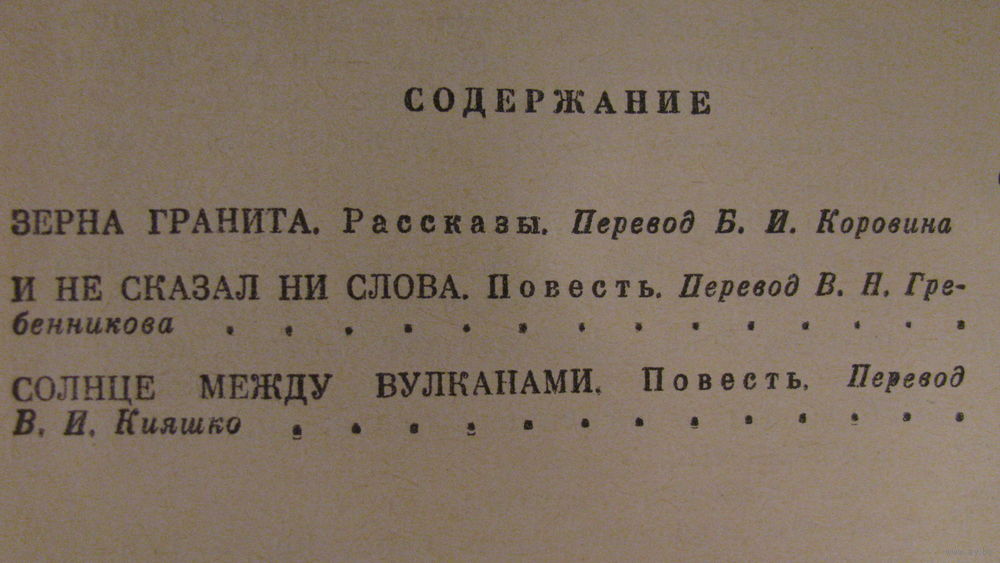 СОДЕРЖАНИЕ
ЗЕРНА ГРАНИТА. Рассказы. Перевод Б. И. Коровина
И НЕ СКАЗАЛ НИ СЛОВА. Повесть. Перевод В. Н. Гре-
бенникова . . . . . . . . . . . . . .
СОЛНЦЕ МЕЖДУ ВУЛКАНАМИ. Повесть. Перевод
В. И. Кияшко . . . . . . . . . . . .